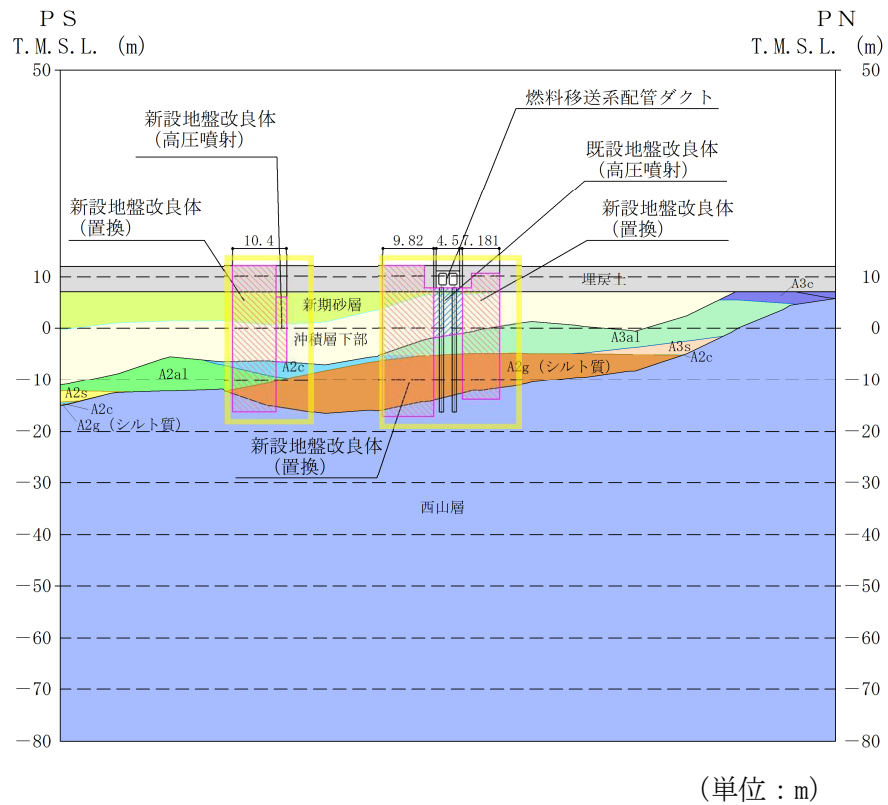 PS
PN
T.M.S.L. (m)
T.M.S.L. (m)
50
50
燃料移送系配管ダクト
新設地盤改良体
(高圧噴射)
既設地盤改良体
(高圧噴射)
新設地盤改良体
(置換)
新設地盤改良体
(置換)
10.4
9.82
4.5
7.181
10
埋戻土
A3c
10
新期砂層
0
沖積層下部
A3al
0
A3s
A2c
A2al
A2c
A2g (シルト質)
-10
-10
A2s
A2c
A2g (シルト質)
-20
-20
新設地盤改良体
(置換)
-30
-30
西山層
-40
-40
-50
-50
-60
-60
-70
-70
-80
-80
(単位：m)